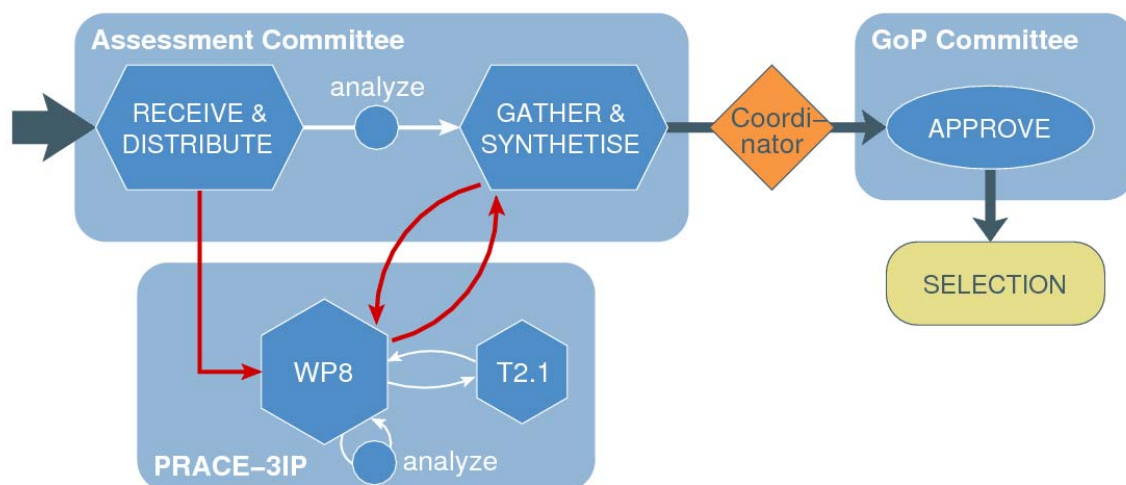 Assessment Committee
GoP Committee
analyze
RECEIVE &
DISTRIBUTE
GATHER &
SYNTHETISE
Coordi–
nator
APPROVE
SELECTION
WP8
T2.1
analyze
PRACE–3IP